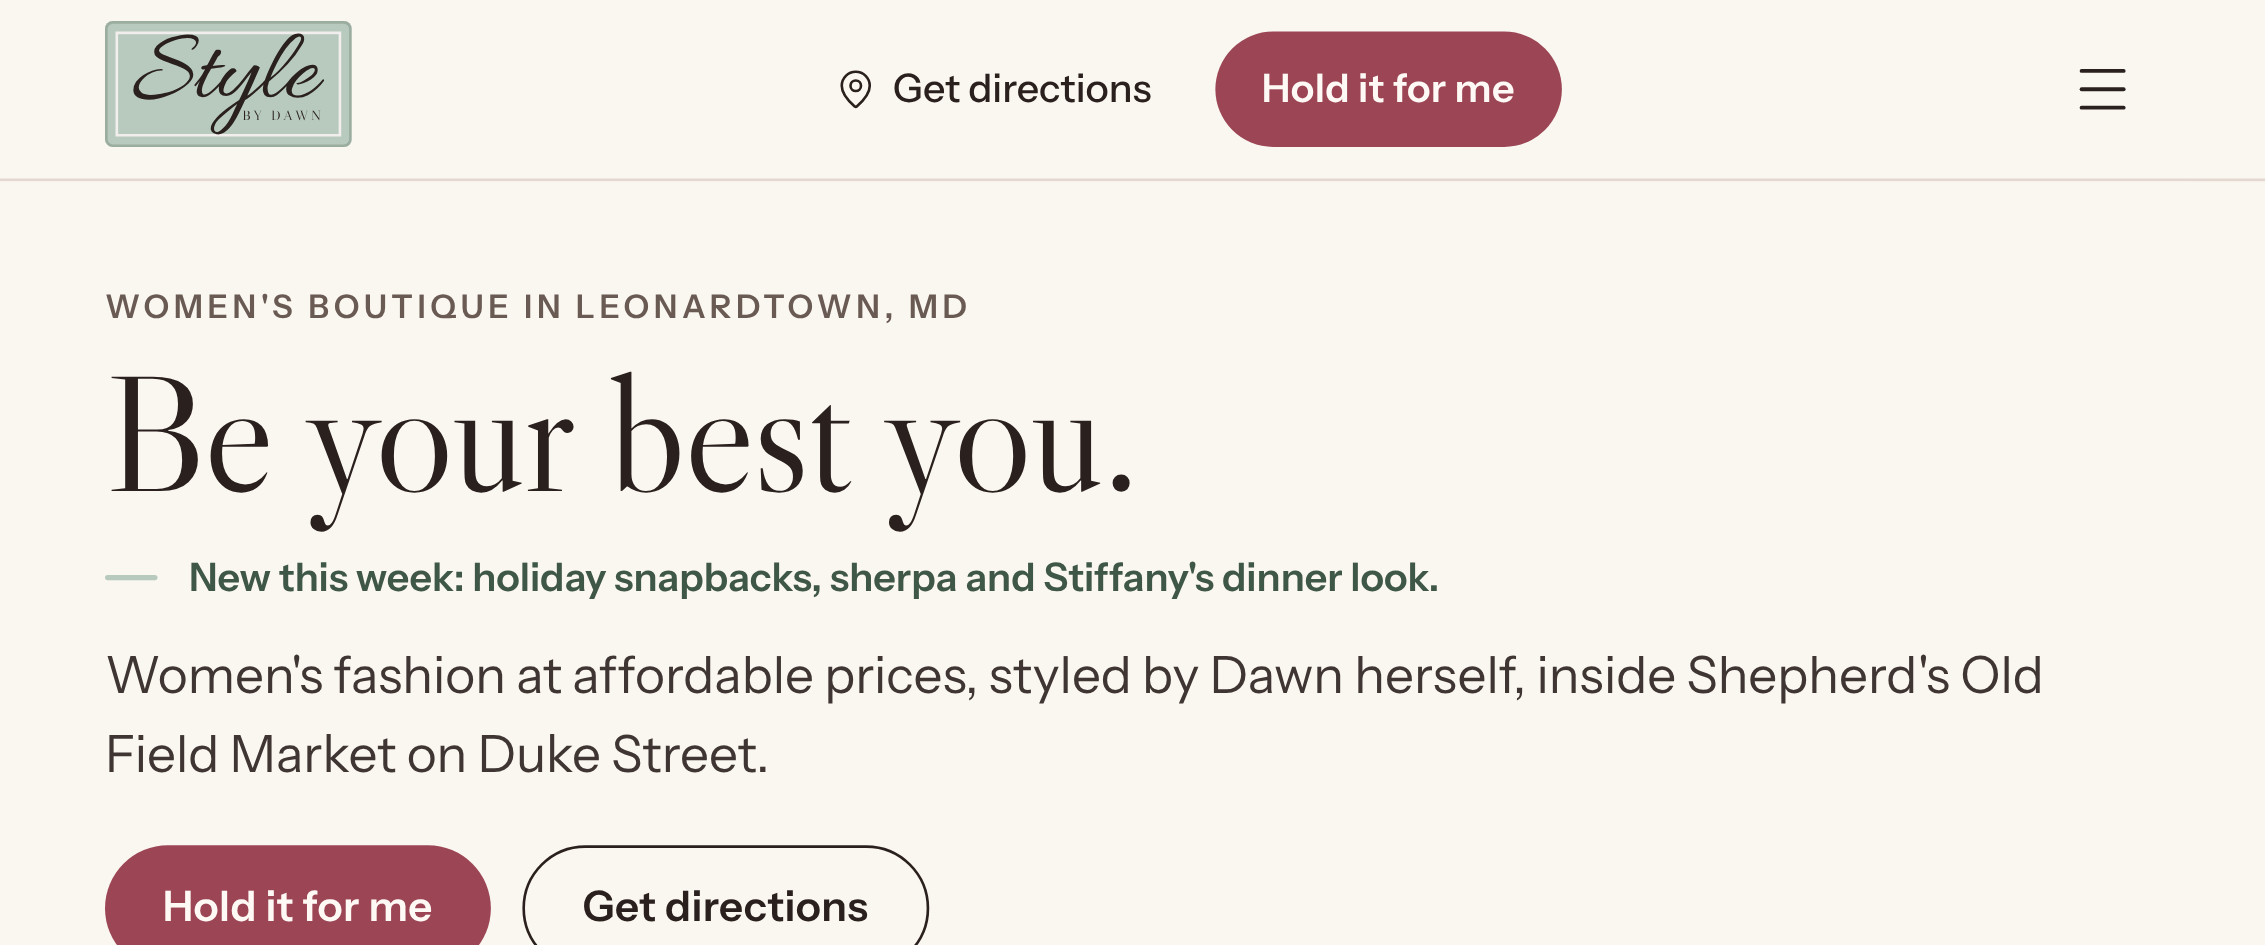 Style
BY DAWN
Get directions
Hold it for me
WOMEN'S BOUTIQUE IN LEONARDTOWN, MD
Be your best you.
New this week: holiday snapbacks, sherpa and Stiffany's dinner look.
Women's fashion at affordable prices, styled by Dawn herself, inside Shepherd's Old
Field Market on Duke Street.
Hold it for me
Get directions